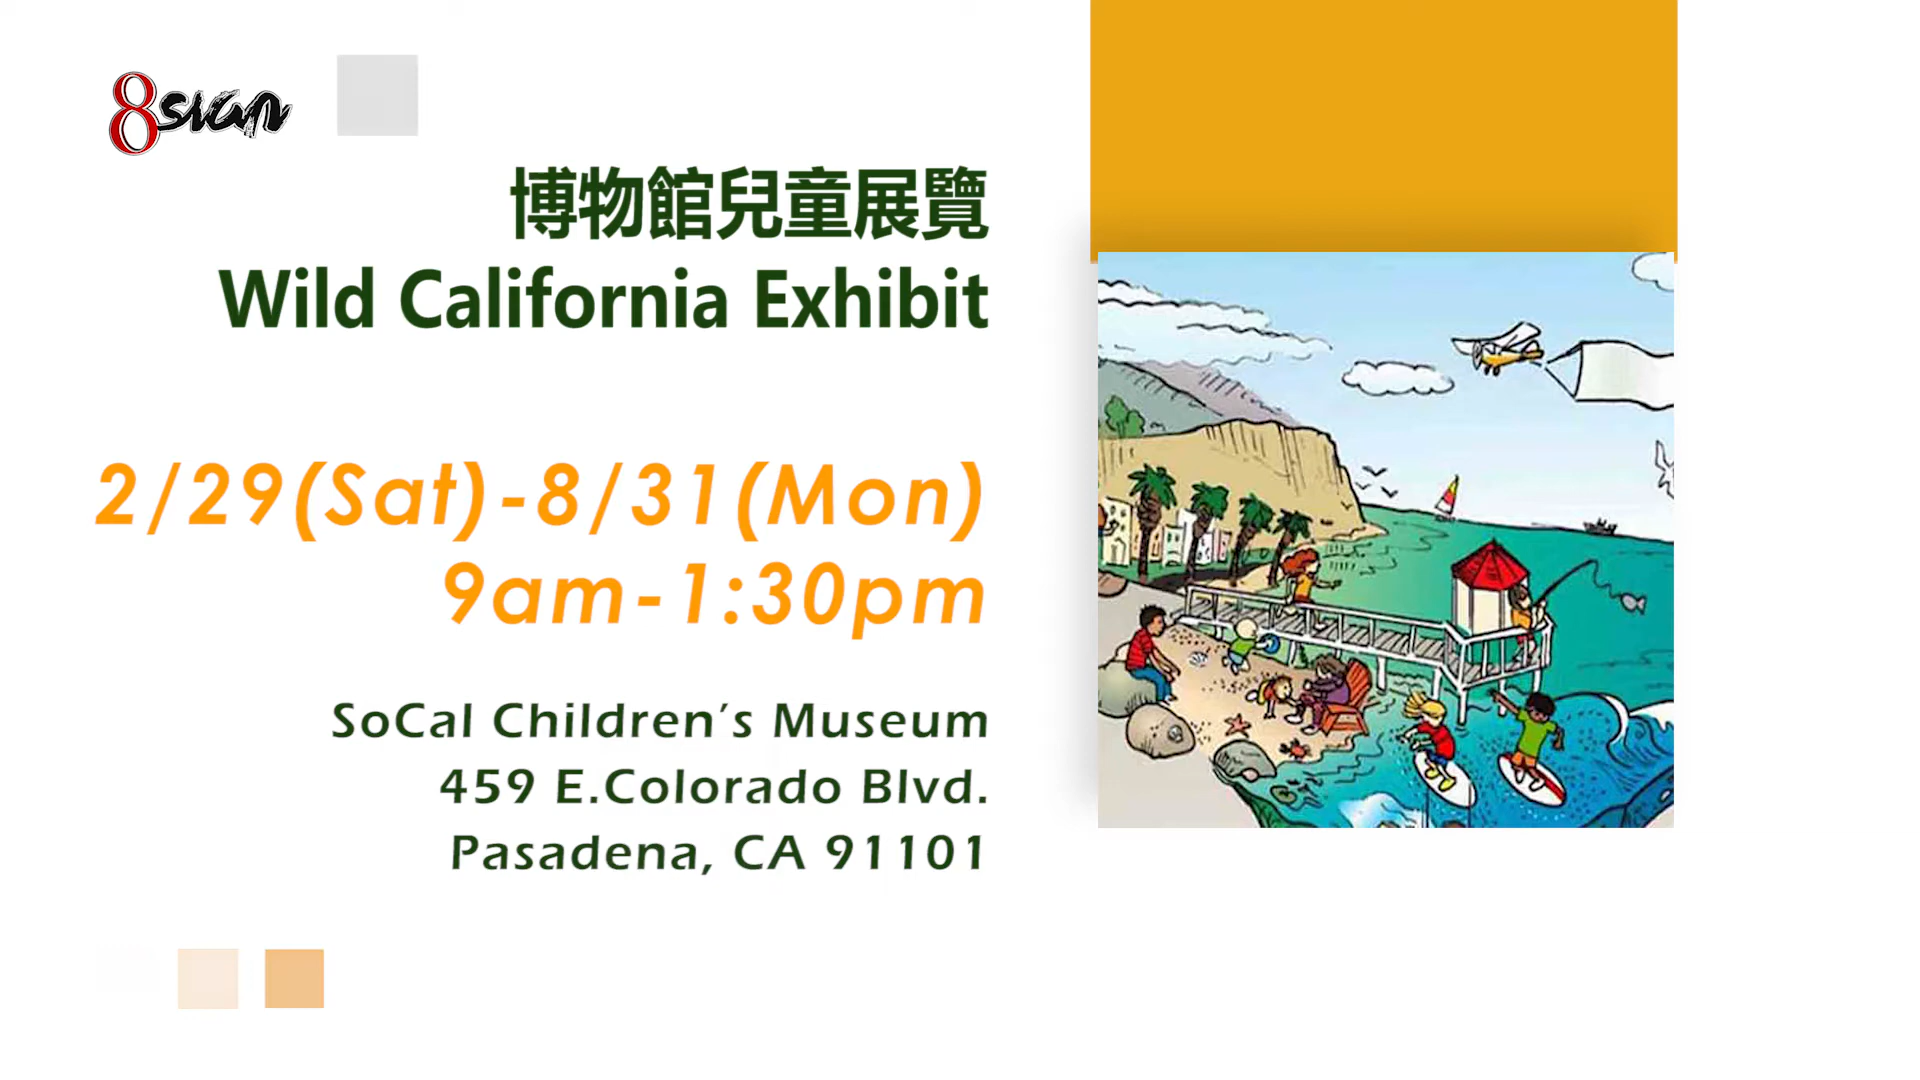 8sian
博物館兒童展覽
Wild California Exhibit
2/29(Sat)-8/31(Mon)
9am-1:30pm
SoCal Children's Museum
459 E.Colorado Blvd.
Pasadena, CA 91101